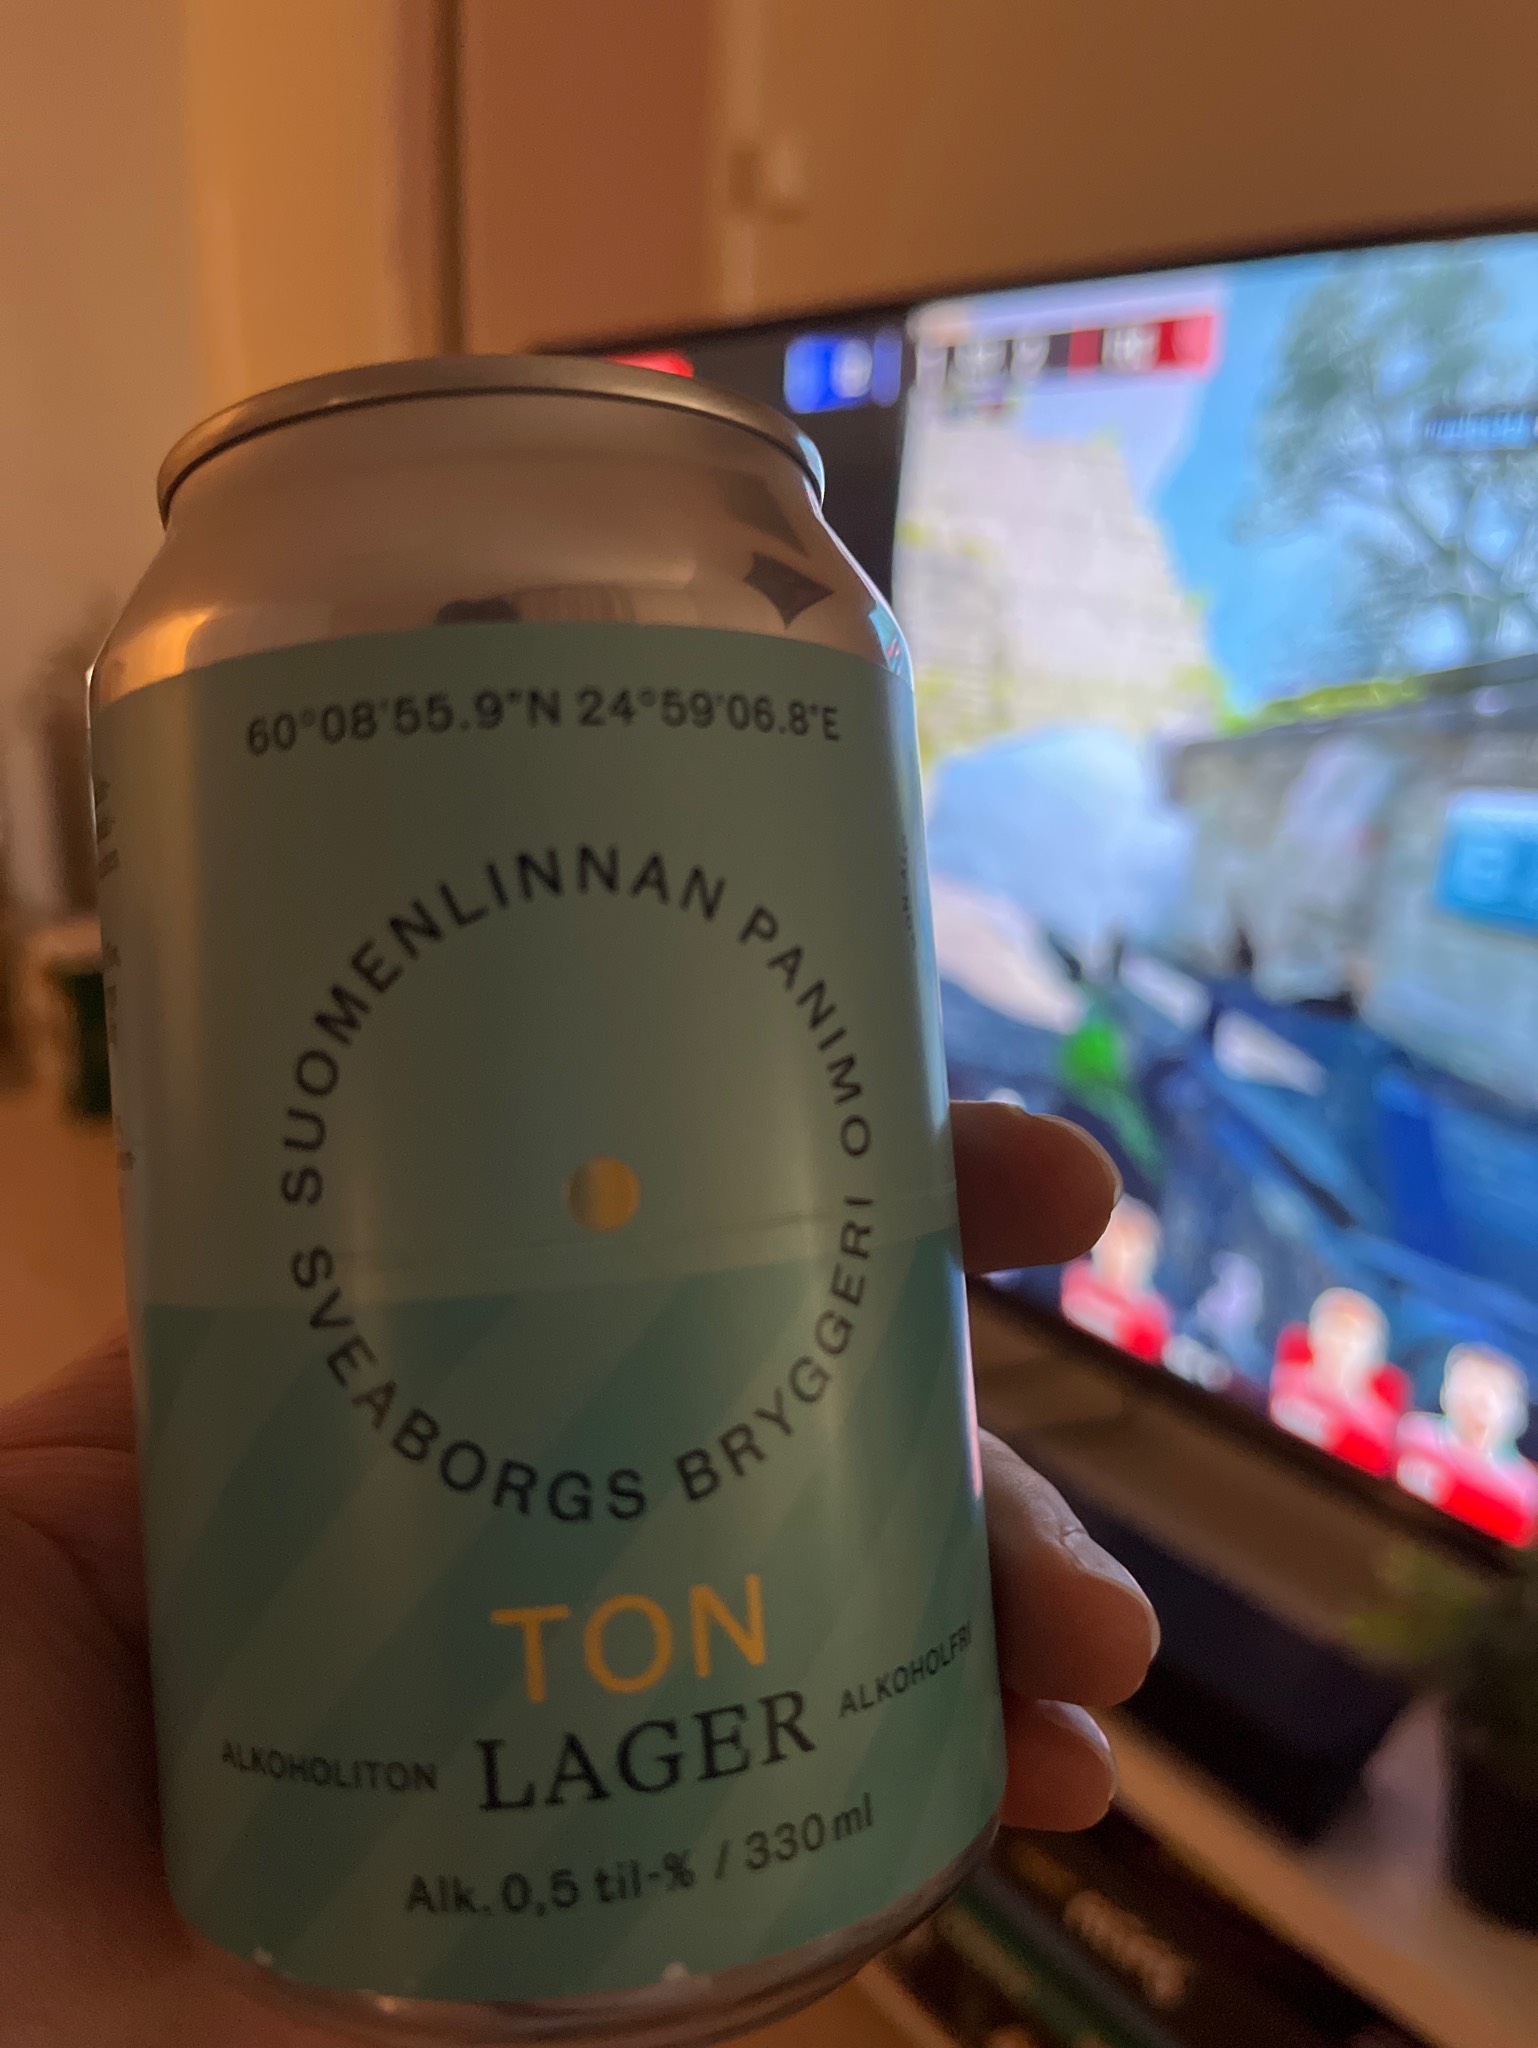 60°08'55.9"N 24°59'06.8"E
SUOMENLINNAN PANIMO
SVEABORGS BRYGGERI
TON
ALKOHOLITON LAGER ALKOHOLFRI
Alk. 0,5 til-% / 330 ml